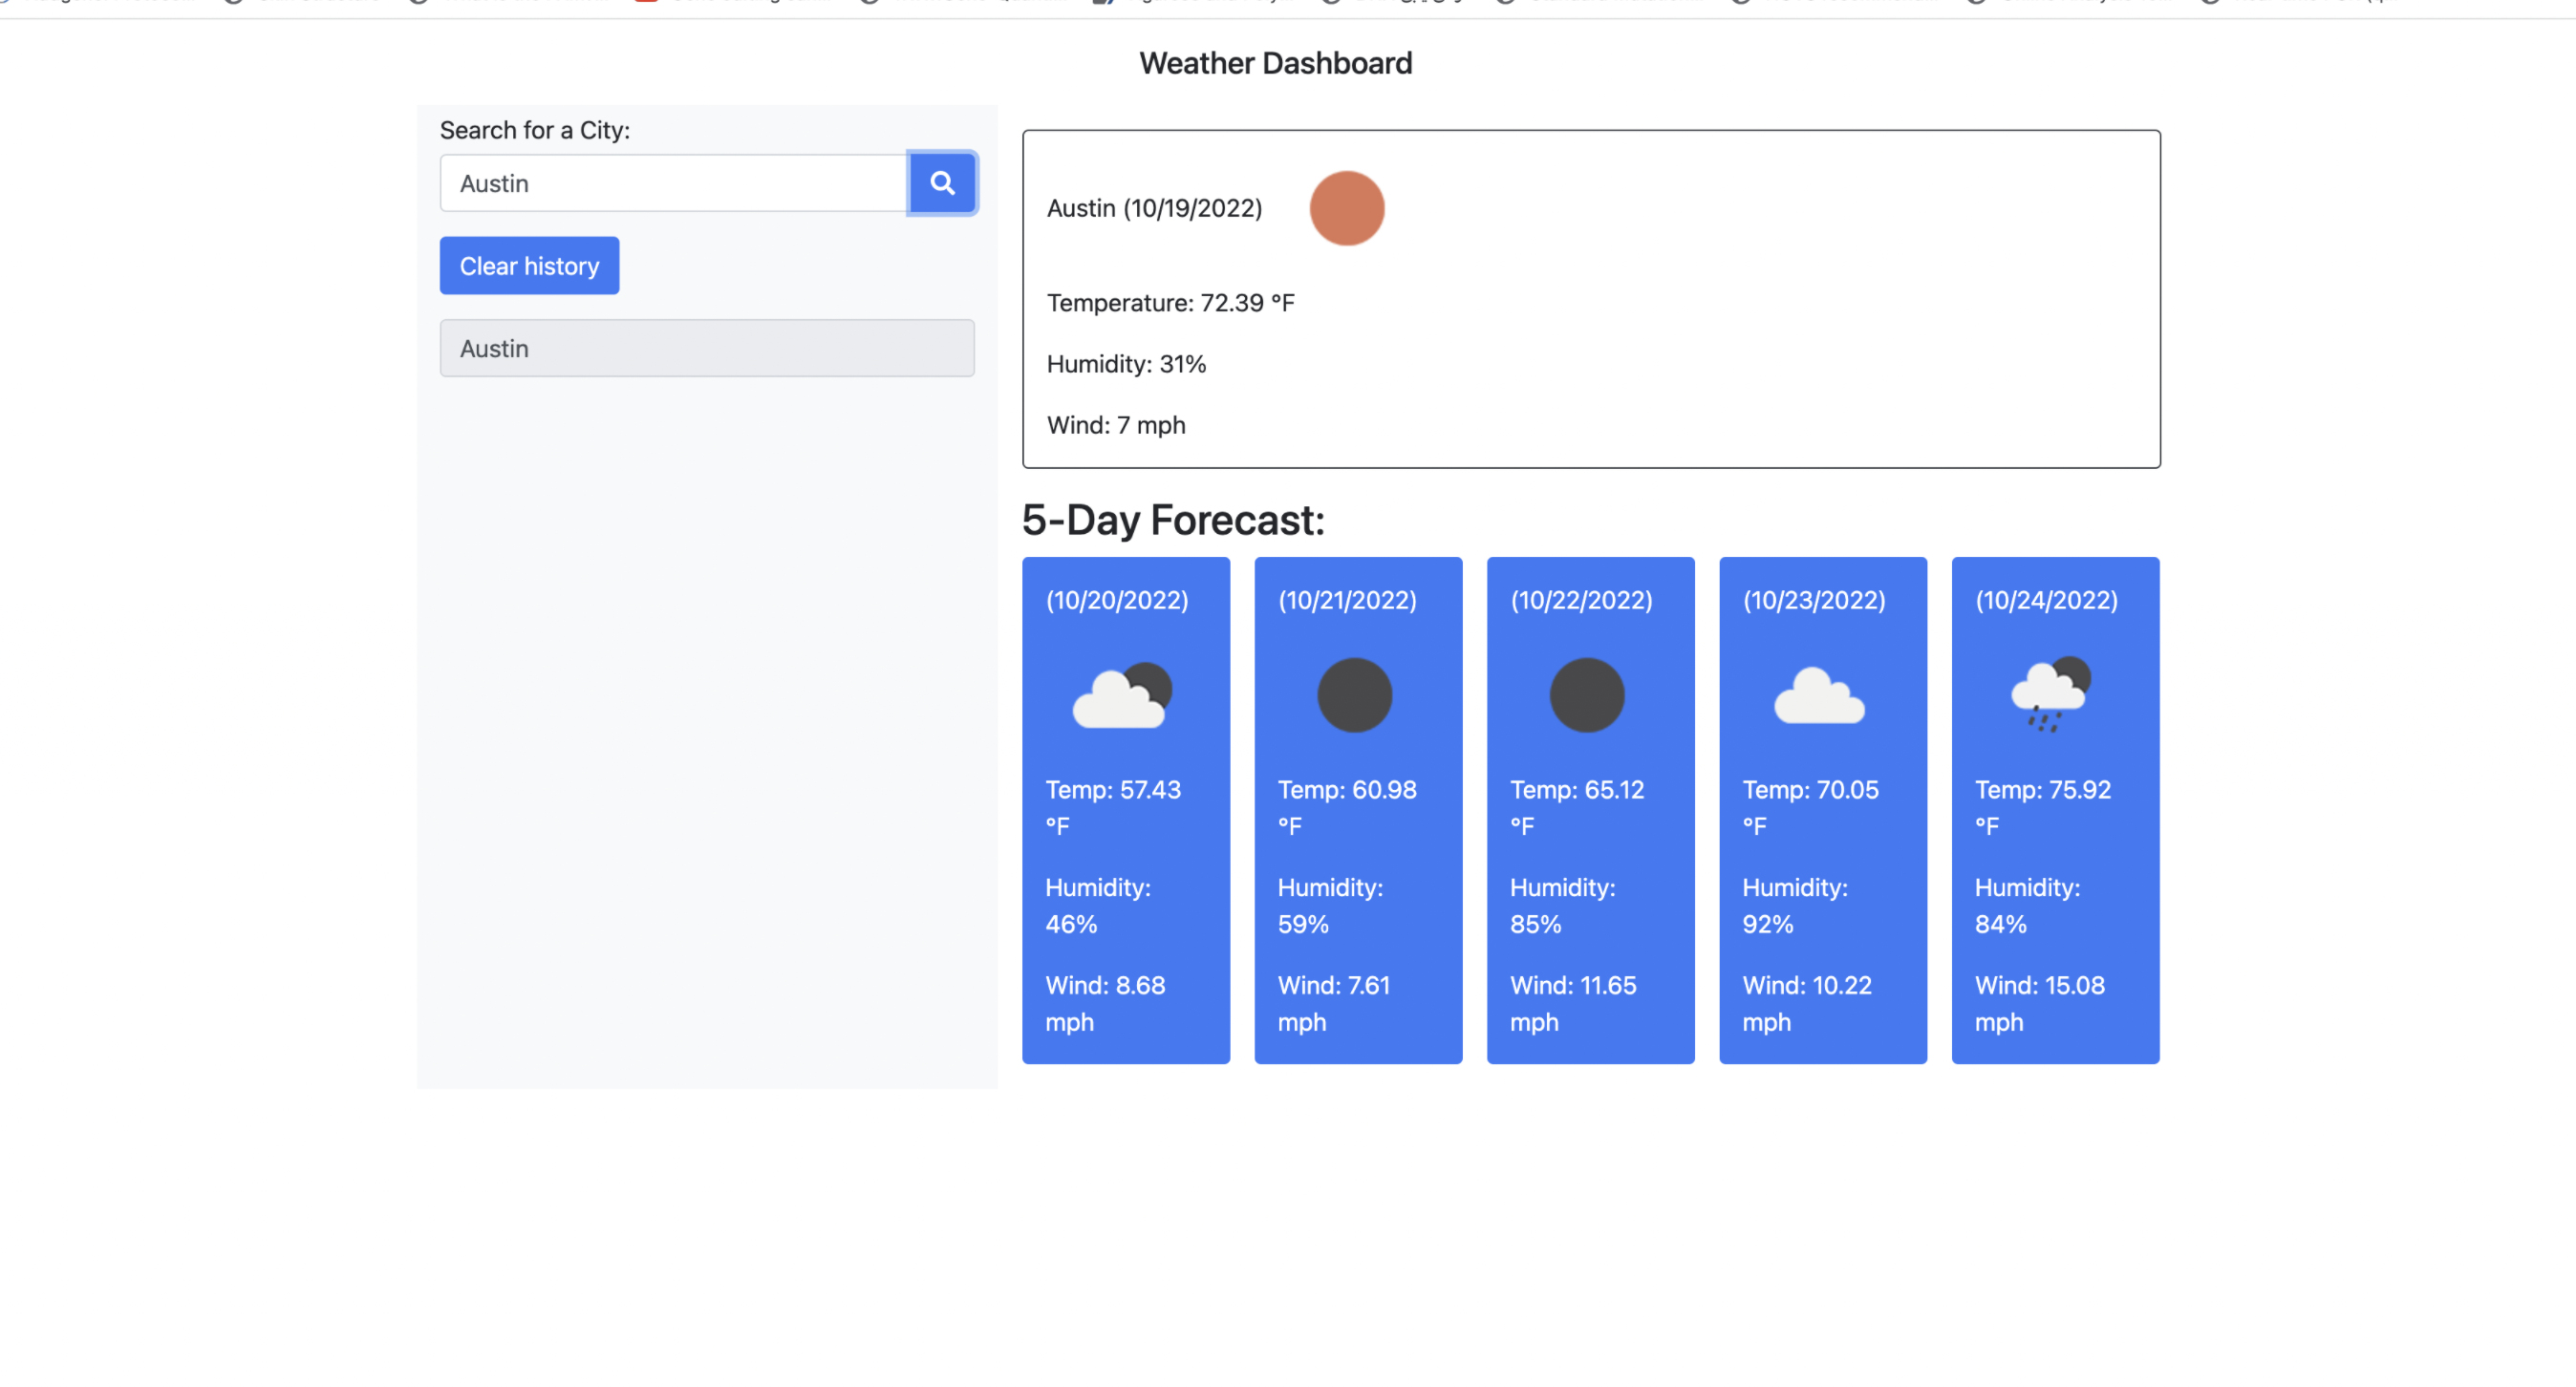 Weather Dashboard
Search for a City:
Austin
Clear history
Austin
Austin (10/19/2022)
Temperature: 72.39 °F
Humidity: 31%
Wind: 7 mph
5-Day Forecast:
(10/20/2022)
Temp: 57.43
°F
Humidity:
46%
Wind: 8.68
mph
(10/21/2022)
Temp: 60.98
°F
Humidity:
59%
Wind: 7.61
mph
(10/22/2022)
Temp: 65.12
°F
Humidity:
85%
Wind: 11.65
mph
(10/23/2022)
Temp: 70.05
°F
Humidity:
92%
Wind: 10.22
mph
(10/24/2022)
Temp: 75.92
°F
Humidity:
84%
Wind: 15.08
mph